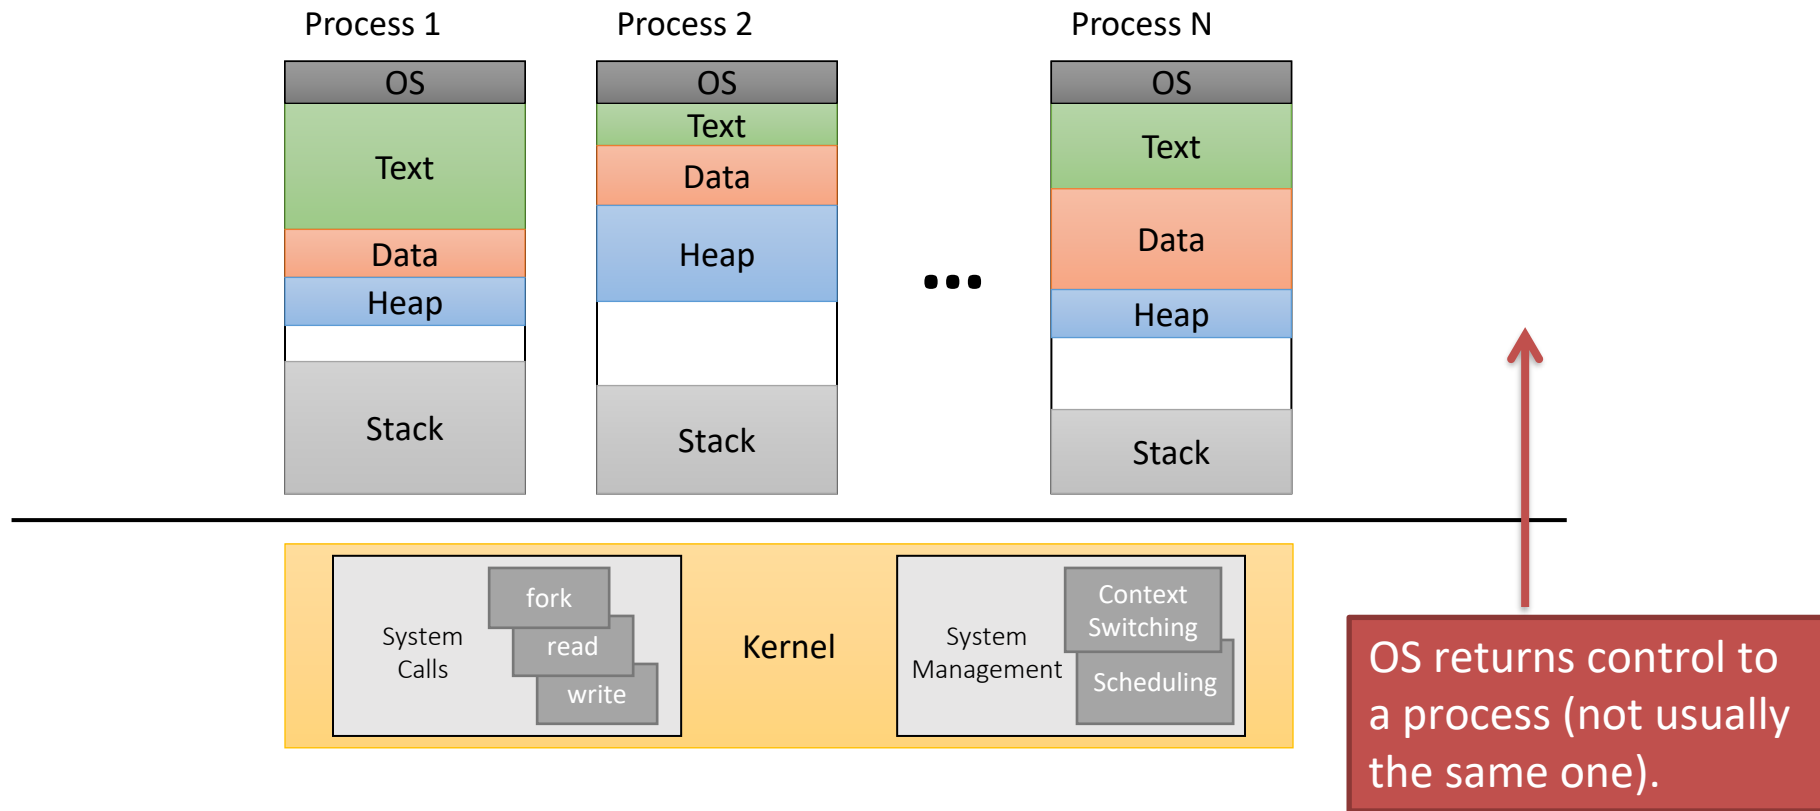 Process 1
Process 2
Process N
OS
Text
Data
Heap
Stack
OS
Text
Data
Heap
Stack
...
OS
Text
Data
Heap
Stack
System
Calls
fork
read
write
Kernel
System
Management
Context
Switching
Scheduling
OS returns control to
a process (not usually
the same one).